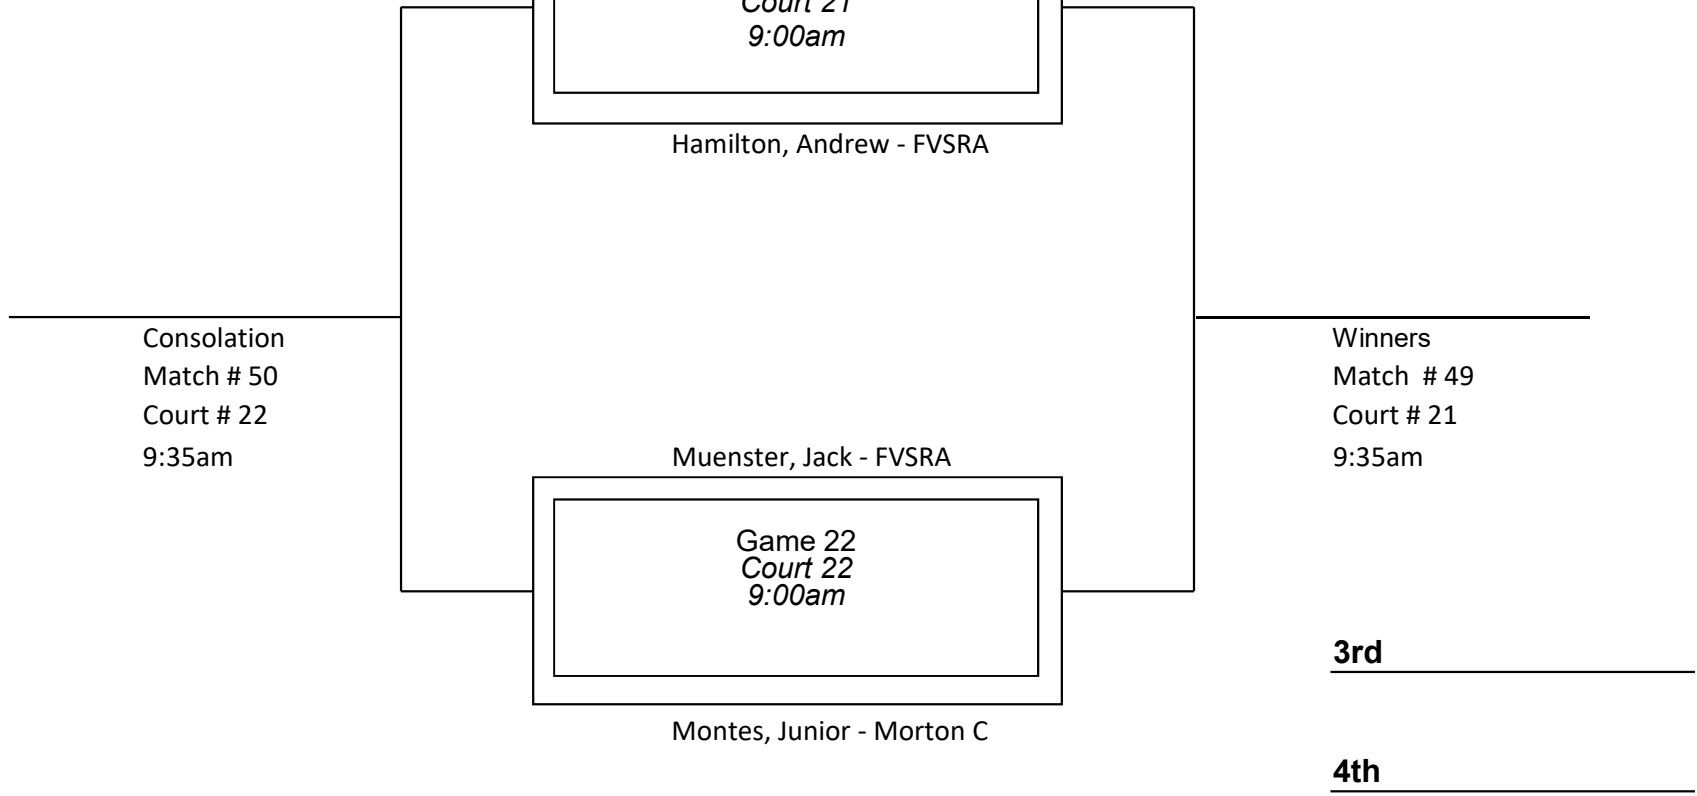 Court 21
9:00am
Hamilton, Andrew - FVSRA
Consolation
Match # 50
Court # 22
9:35am
Winners
Match # 49
Court # 21
9:35am
Muenster, Jack - FVSRA
Game 22
Court 22
9:00am
Montes, Junior - Morton C
3rd
4th